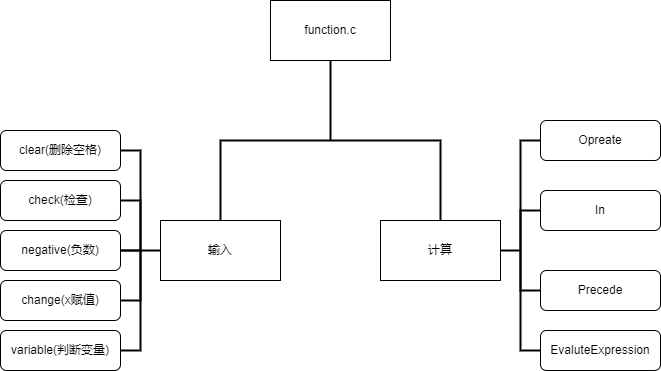 function.c
clear(删除空格)
check(检查)
negative(负数)
change(x赋值)
variable(判断变量)
输入
计算
Opreate
In
Precede
EvaluteExpression